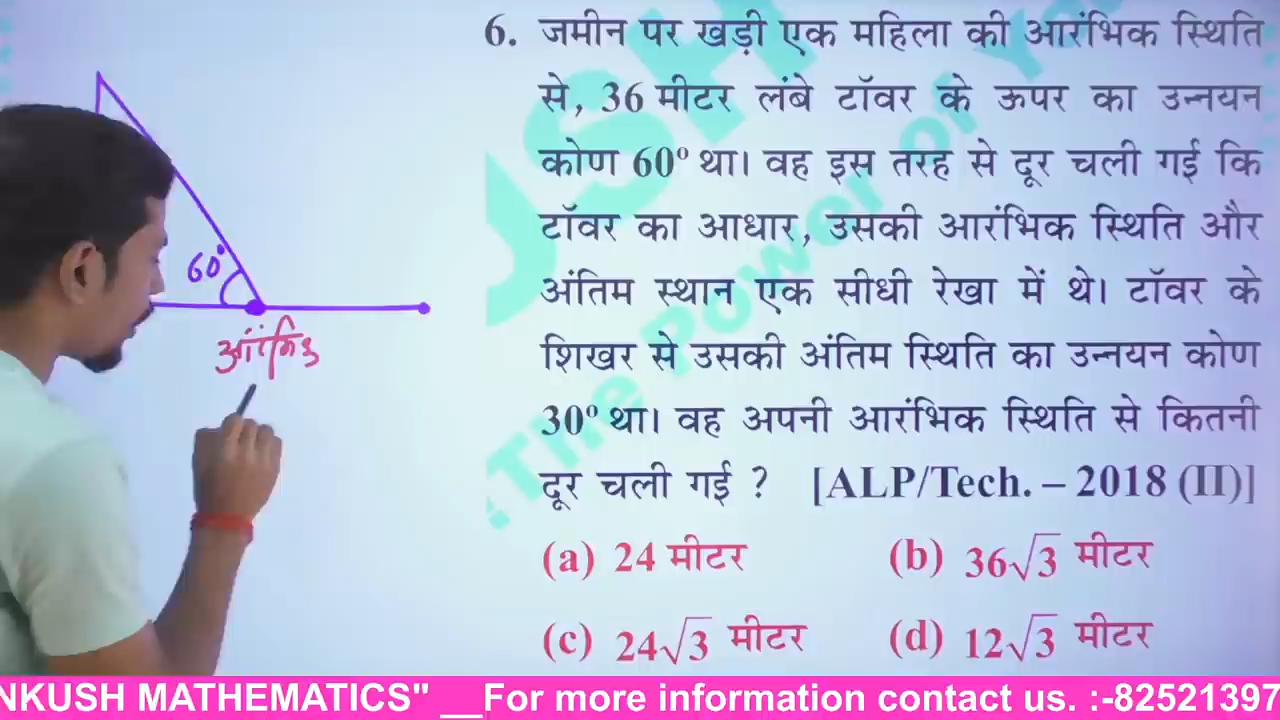 6. जमीन पर खड़ी एक महिला की आरंभिक स्थिति
से, 36 मीटर लंबे टॉवर के ऊपर का उन्नयन
कोण 60° था। वह इस तरह से दूर चली गई कि
टॉवर का आधार, उसकी आरंभिक स्थिति और
अंतिम स्थान एक सीधी रेखा में थे। टॉवर के
शिखर से उसकी अंतिम स्थिति का उन्नयन कोण
30° था। वह अपनी आरंभिक स्थिति से कितनी
दूर चली गई ? [ALP/Tech. – 2018 (II)]
(a) 24 मीटर (b) 36√3 मीटर
(c) 24√3 मीटर (d) 12√3 मीटर
60°
The Power of
NKUSH MATHEMATICS" __For more information contact us. :-82521397